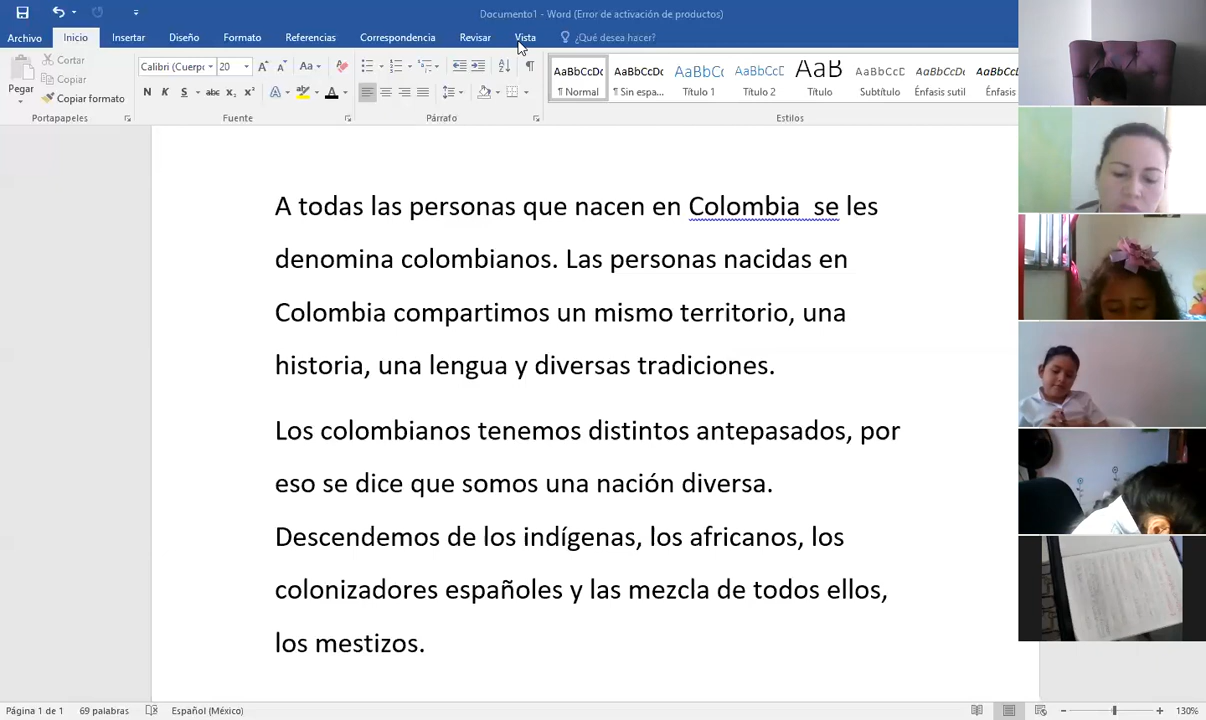 Documento1 - Word (Error de activación de productos)
Archivo Inicio Insertar Diseño Formato Referencias Correspondencia Revisar Vista ¿Qué desea hacer?
Pegar
Cortar
Copiar
Copiar formato
Portapapeles
Calibri (Cuerpo 20
Fuente
Párrafo
AaBbCcDc AaBbCcDc AaBbCc AaBbCcD AaB AaBbCcD AaBbCcDc AaBbCcDc
¶ Normal ¶ Sin espa... Título 1 Título 2 Título Subtítulo Énfasis sutil Énfasis
Estilos
A todas las personas que nacen en Colombia  se les
denomina colombianos. Las personas nacidas en
Colombia compartimos un mismo territorio, una
historia, una lengua y diversas tradiciones.
Los colombianos tenemos distintos antepasados, por
eso se dice que somos una nación diversa.
Descendemos de los indígenas, los africanos, los
colonizadores españoles y las mezcla de todos ellos,
los mestizos.
Página 1 de 1 69 palabras Español (México) 130%